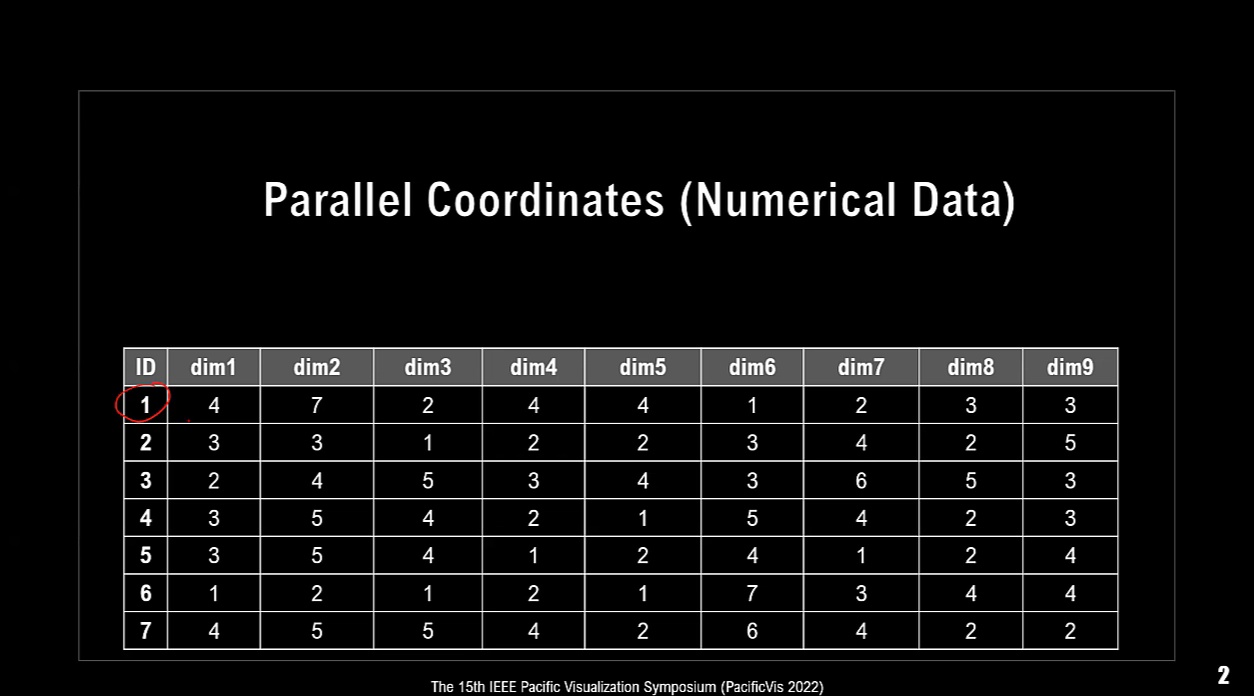 Parallel Coordinates (Numerical Data)
ID dim1 dim2 dim3 dim4 dim5 dim6 dim7 dim8 dim9
1 4 7 2 4 4 1 2 3 3
2 3 3 1 2 2 3 4 2 5
3 2 4 5 3 4 3 6 5 3
4 3 5 4 2 1 5 4 2 3
5 3 5 4 1 2 4 1 2 4
6 1 2 1 2 1 7 3 4 4
7 4 5 5 4 2 6 4 2 2
The 15th IEEE Pacific Visualization Symposium (PacificVis 2022)
2